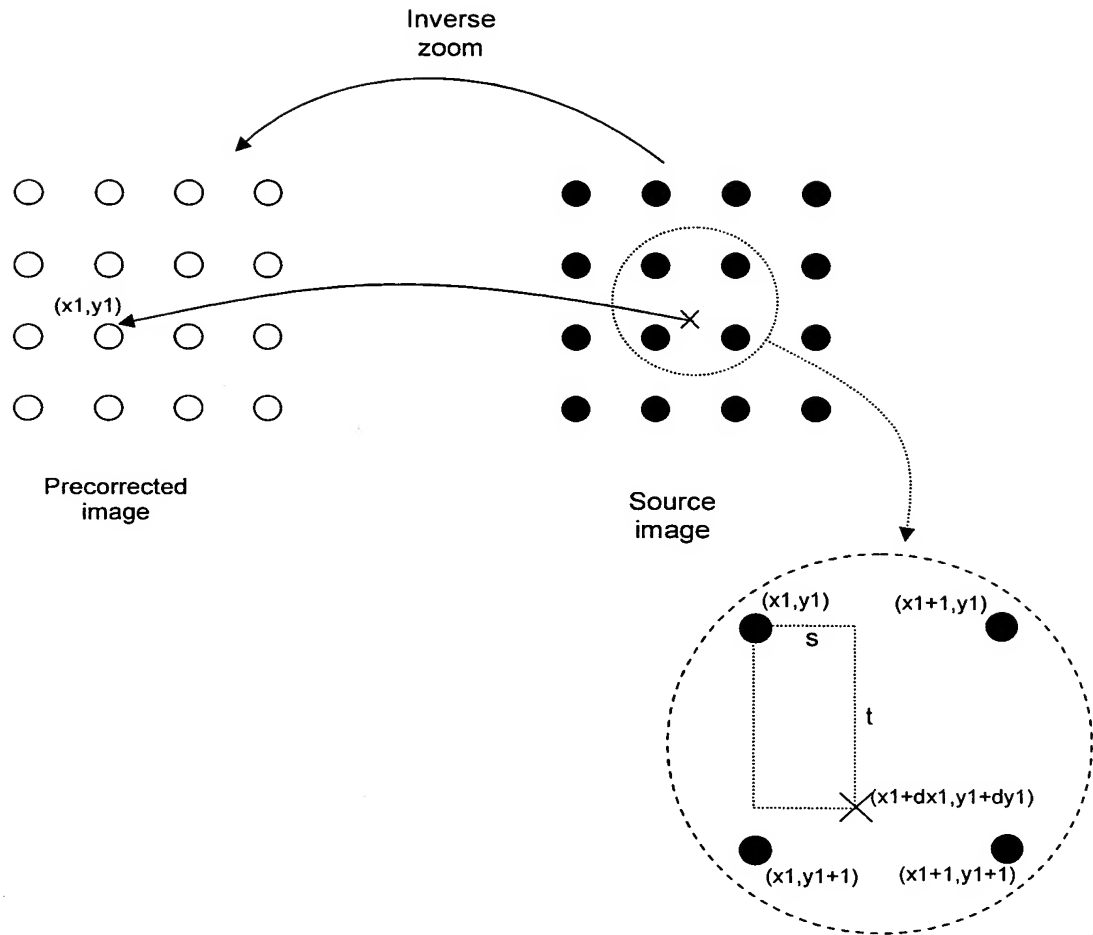 Inverse
zoom
(x1,y1)
Precorrected
image
Source
image
(x1,y1)
(x1+1,y1)
s
t
(x1+dx1,y1+dy1)
(x1,y1+1)
(x1+1,y1+1)